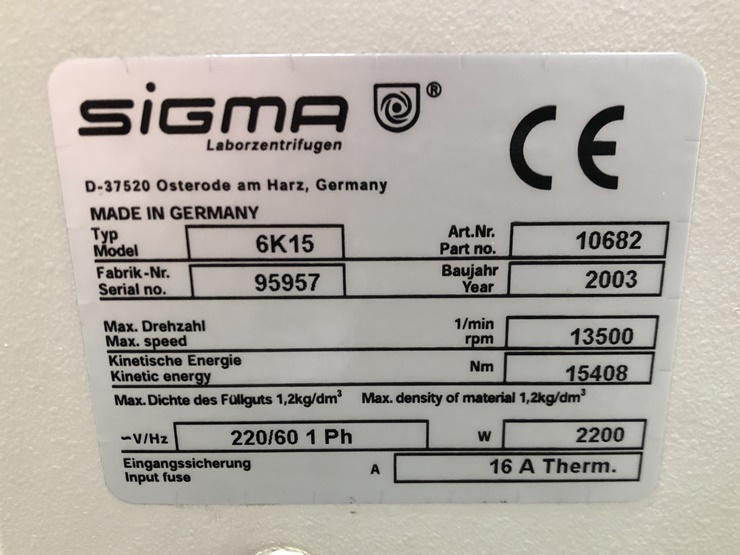 SIGMA ®
Laborzentrifugen
CE
D-37520 Osterode am Harz, Germany
MADE IN GERMANY
Typ
Model 6K15
Art.Nr.
Part no. 10682
Fabrik-Nr.
Serial no. 95957
Baujahr
Year 2003
Max. Drehzahl
Max. speed
1/min
rpm 13500
Kinetische Energie
Kinetic energy Nm 15408
Max. Dichte des Füllguts 1,2kg/dm³ Max. density of material 1,2kg/dm³
~V/Hz 220/60 1 Ph W 2200
Eingangssicherung
Input fuse A 16 A Therm.